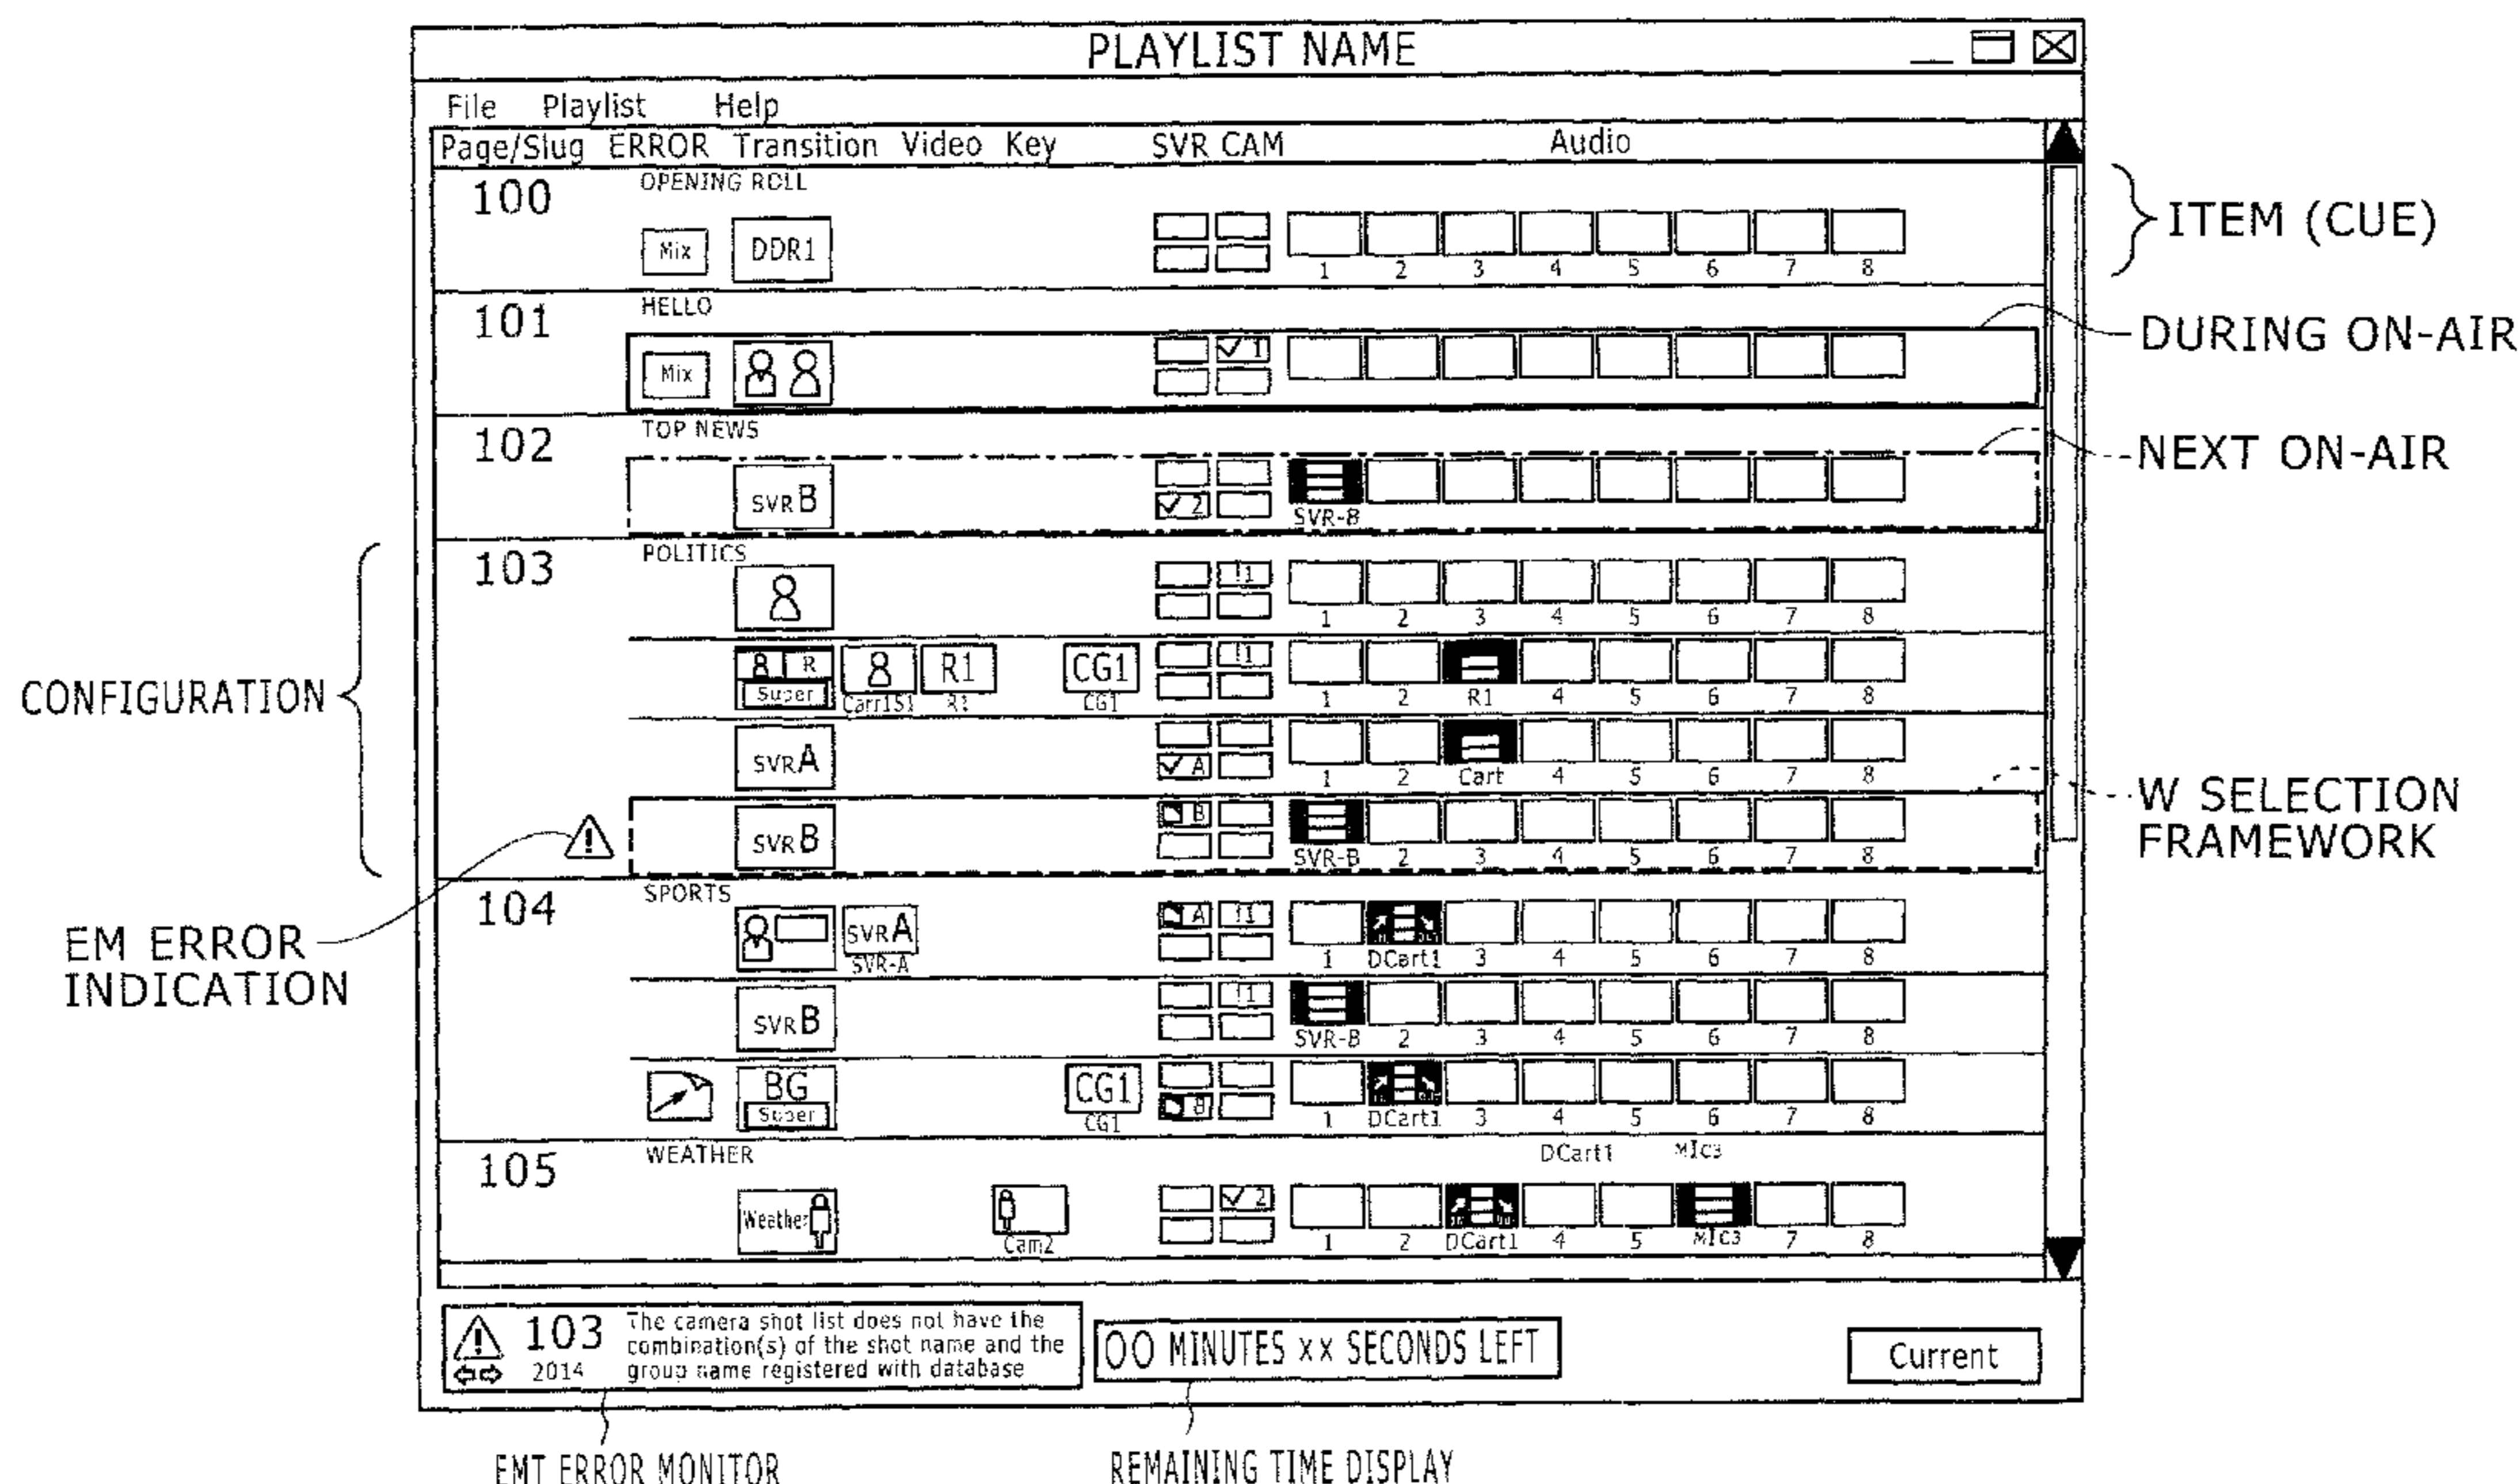 PLAYLIST NAME
File Playlist Help
Page/Slug ERROR Transition Video Key SVR CAM Audio
100 OPENING ROLL
Mix DDR1
1 2 3 4 5 6 7 8
ITEM (CUE)
101 HELLO
Mix 1
DURING ON-AIR
102 TOP NEWS
SVR B 2
SVR-B
NEXT ON-AIR
103 POLITICS
T1
1 2 3 4 5 6 7 8
CONFIGURATION
R R1 CG1 T1
Super R1 CG1
1 2 R1 4 5 6 7 8
SVR A A
1 2 Cart 4 5 6 7 8
SVR B B
SVR-B 2 3 4 5 6 7 8
W SELECTION
FRAMEWORK
EM ERROR
INDICATION
104 SPORTS
SVR A A T1
SVR-A
1 DCart1 3 4 5 6 7 8
SVR B T1
SVR-B 2 3 4 5 6 7 8
BG CG1 B
Super CG1
1 DCart1 3 4 5 6 7 8
105 WEATHER DCart1 MIc3
Weather 2
Cam2
1 2 DCart1 4 5 MIc3 7 8
103 The camera shot list does not have the
combination(s) of the shot name and the
2014 group name registered with database
OO MINUTES xx SECONDS LEFT
Current
EMT ERROR MONITOR
REMAINING TIME DISPLAY